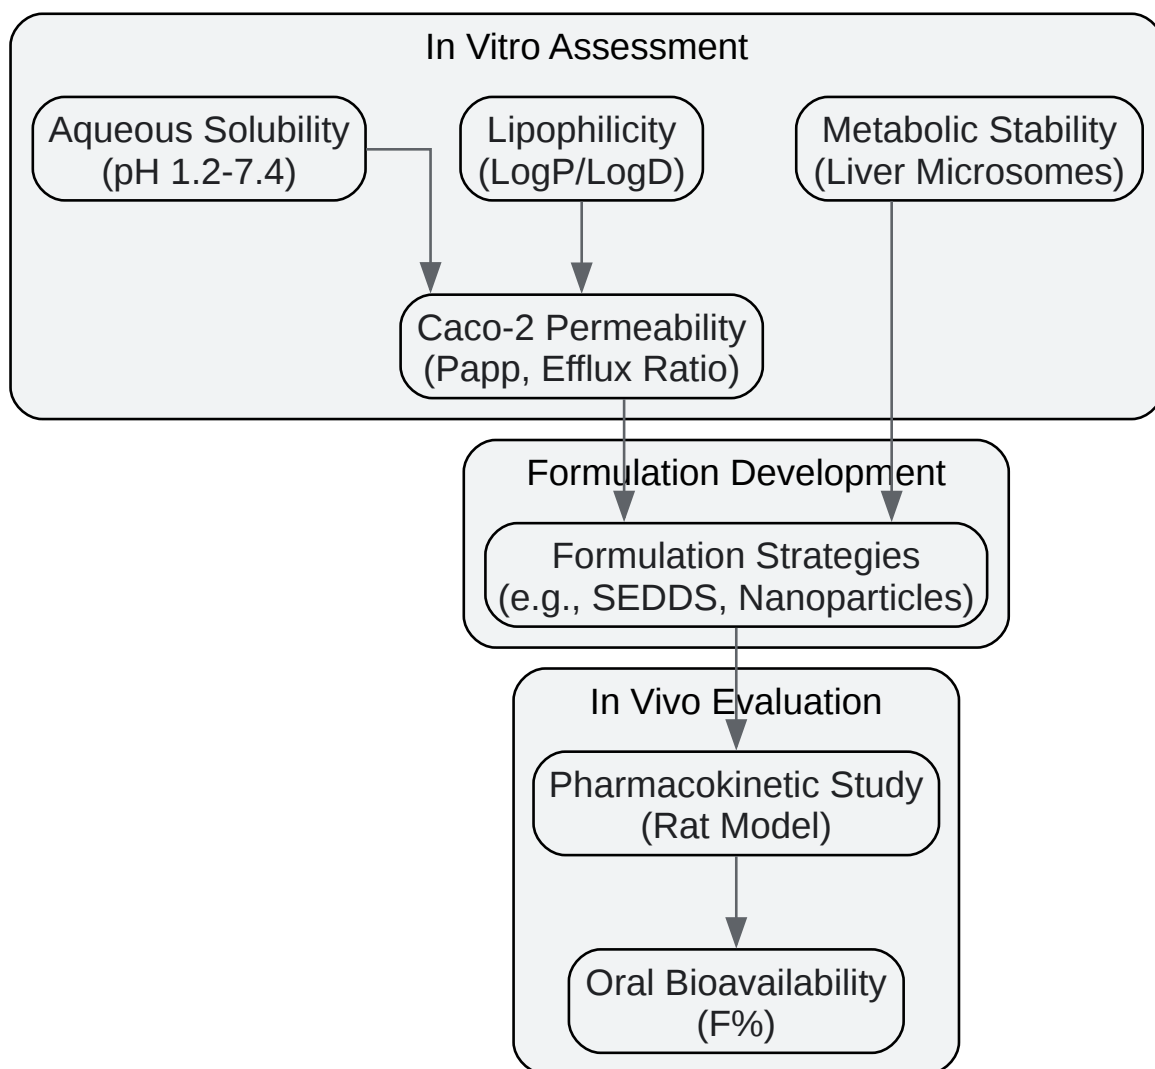 In Vitro Assessment
Aqueous Solubility
(pH 1.2-7.4)
Lipophilicity
(LogP/LogD)
Metabolic Stability
(Liver Microsomes)
Caco-2 Permeability
(Papp, Efflux Ratio)
Formulation Development
Formulation Strategies
(e.g., SEDDS, Nanoparticles)
In Vivo Evaluation
Pharmacokinetic Study
(Rat Model)
Oral Bioavailability
(F%)